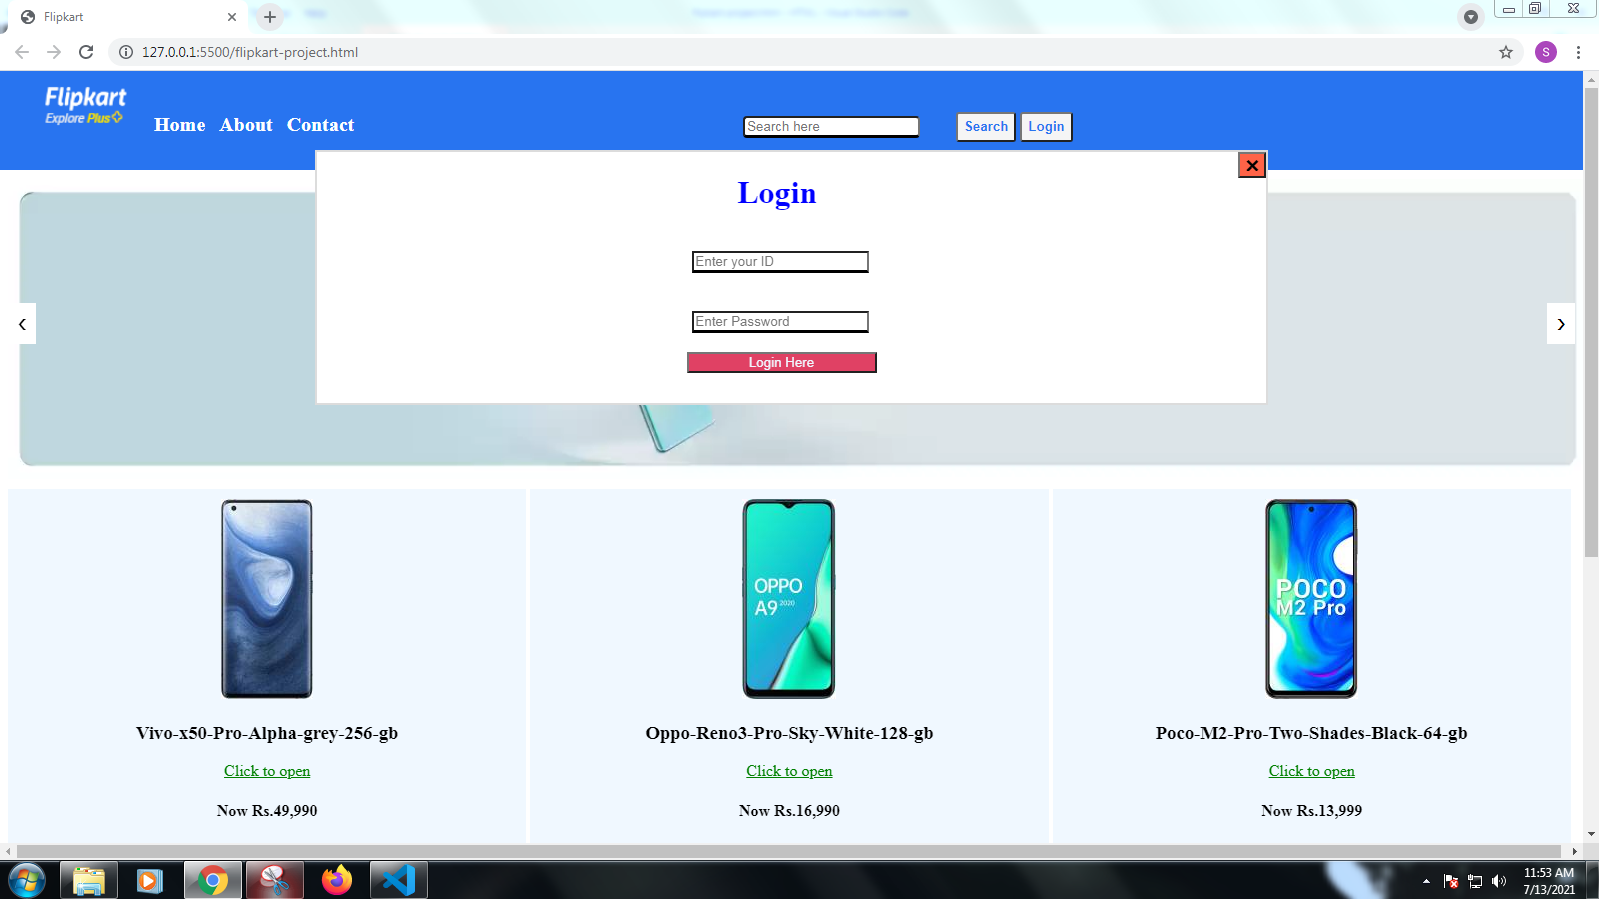 Flipkart
127.0.0.1:5500/flipkart-project.html
S
Flipkart
Explore Plus
Home About Contact
Search here
Search
Login
Login
Enter your ID
Enter Password
Login Here
OPPO
A9 2020
POCO
M2 Pro
Vivo-x50-Pro-Alpha-grey-256-gb
Oppo-Reno3-Pro-Sky-White-128-gb
Poco-M2-Pro-Two-Shades-Black-64-gb
Click to open
Click to open
Click to open
Now Rs.49,990
Now Rs.16,990
Now Rs.13,999
11:53 AM
7/13/2021